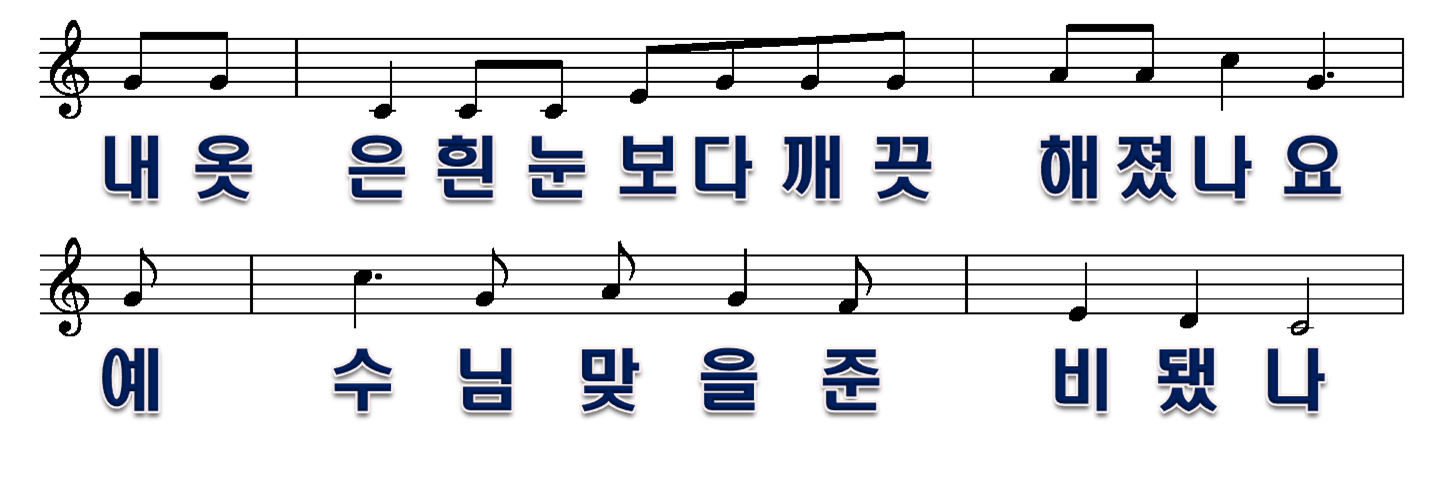 내 옷 은 흰 눈 보 다 깨 끗 해 졌 나 요
예 수 님 맞 을 준 비 됐 나